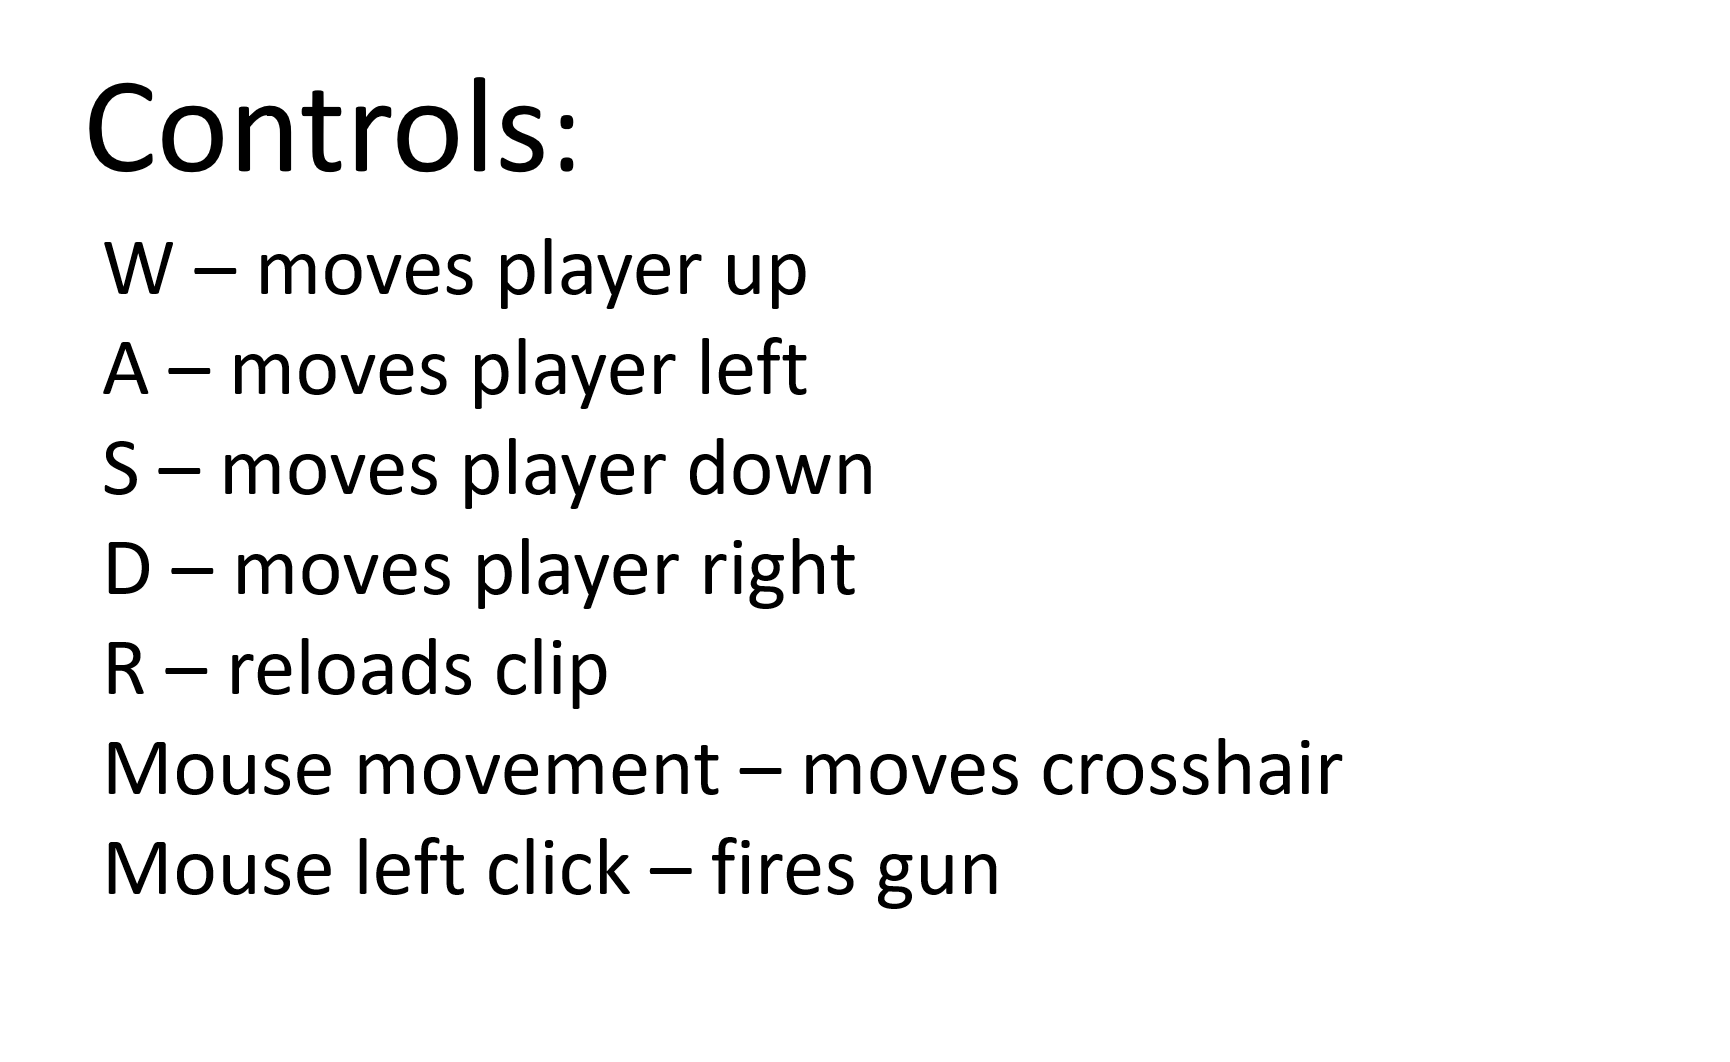 Controls:
W – moves player up
A – moves player left
S – moves player down
D – moves player right
R – reloads clip
Mouse movement – moves crosshair
Mouse left click – fires gun